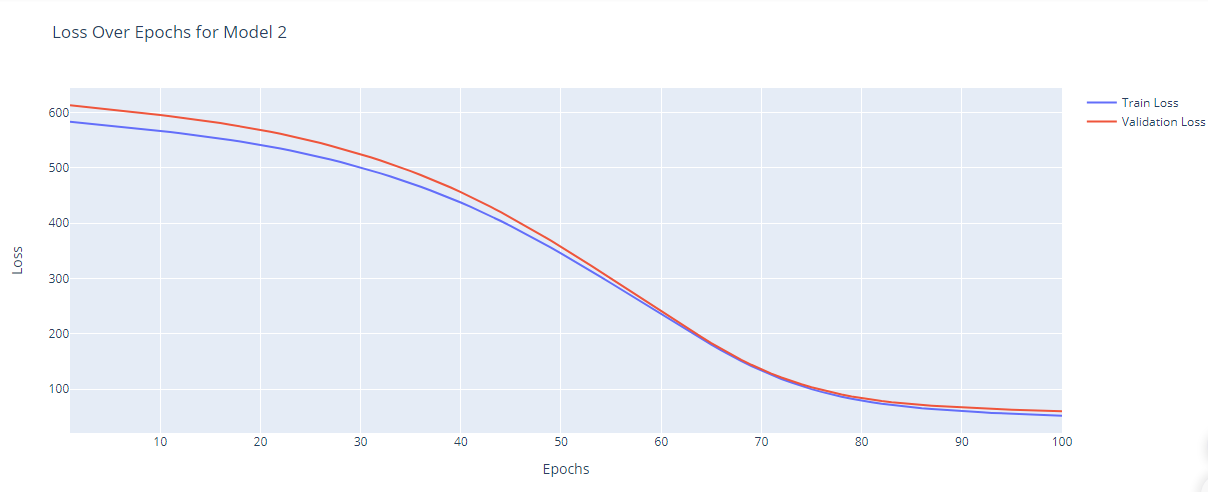 Loss Over Epochs for Model 2
Train Loss
Validation Loss
600
500
400
300
200
100
Loss
10 20 30 40 50 60 70 80 90 100
Epochs